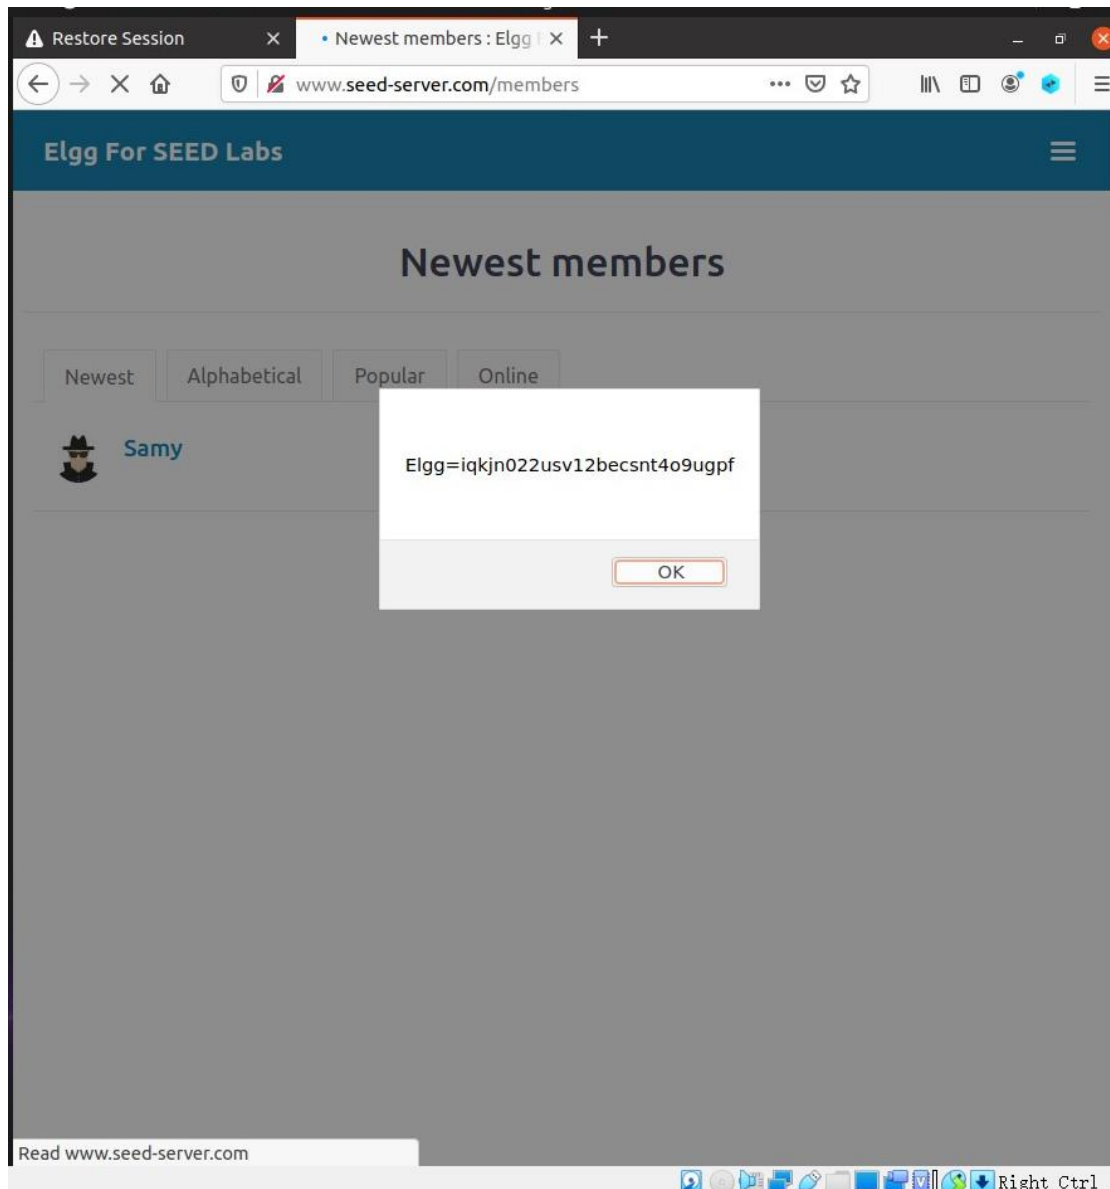 Restore Session
• Newest members : Elgg
www.seed-server.com/members
Elgg For SEED Labs
Newest members
Newest Alphabetical Popular Online
Samy
Elgg=iqkjn022usv12becsnt4o9ugpf
OK
Read www.seed-server.com
Right Ctrl